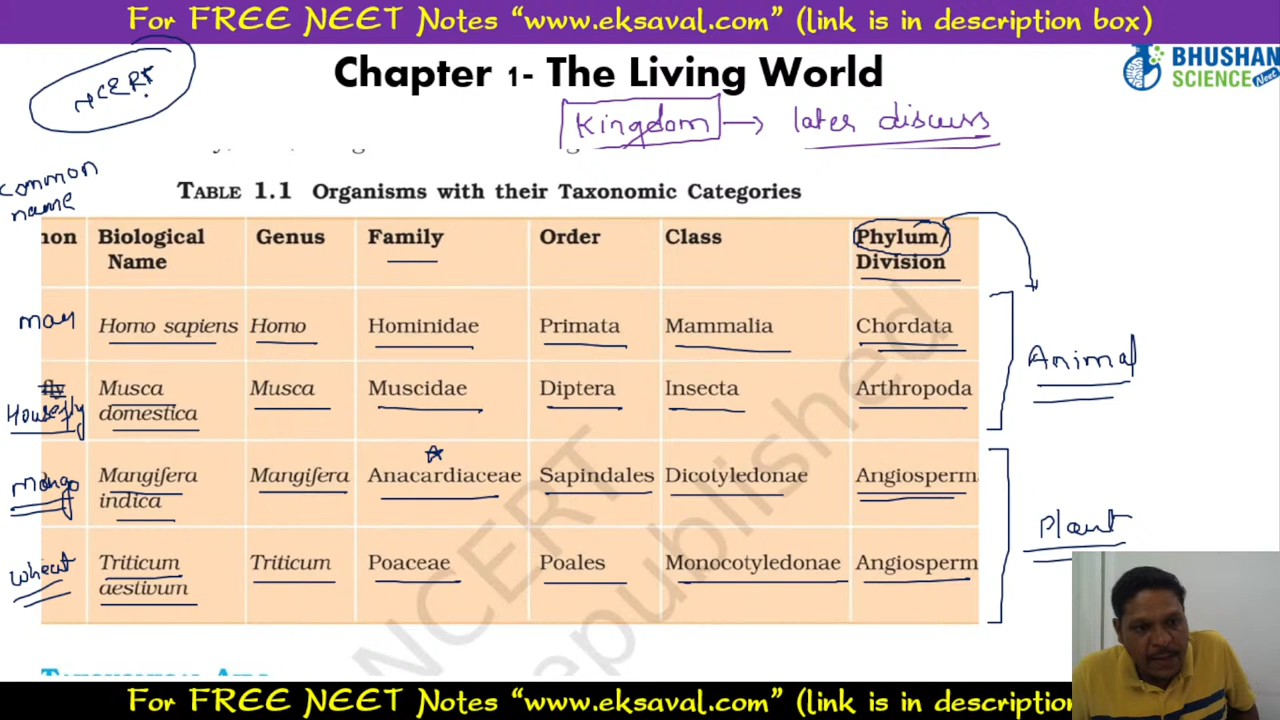 For FREE NEET Notes “www.eksaval.com” (link is in description box)
NCERT
Chapter 1- The Living World
BHUSHAN
SCIENCE Neet
Kingdom → later discuss
common
name
TABLE 1.1 Organisms with their Taxonomic Categories
non Biological Name Genus Family Order Class Phylum/ Division
man Homo sapiens Homo Hominidae Primata Mammalia Chordata
Animal
Housefly Musca domestica Musca Muscidae Diptera Insecta Arthropoda
Mango Mangifera indica Mangifera Anacardiaceae Sapindales Dicotyledonae Angiosperm
Plant
wheat Triticum aestivum Triticum Poaceae Poales Monocotyledonae Angiosperm
NCERT
republished
For FREE NEET Notes “www.eksaval.com” (link is in description